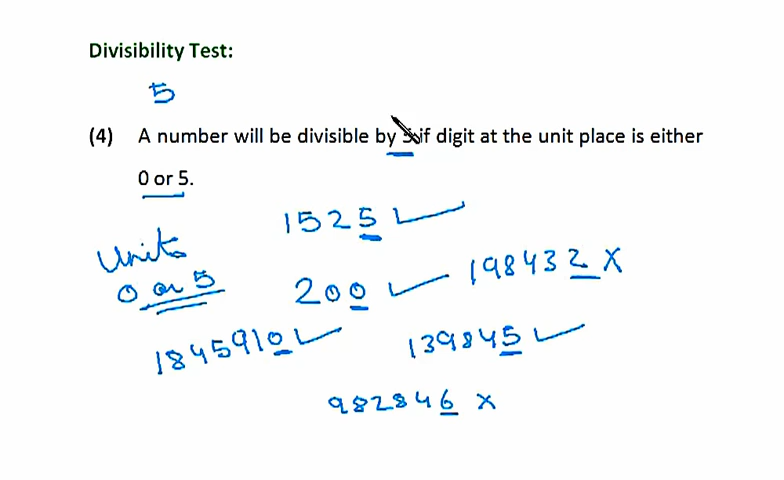 Divisibility Test:
5
(4) A number will be divisible by 5 if digit at the unit place is either
0 or 5.
1525 ✓
Units
0 or 5
200 ✓
198432 x
1845910 ✓
139845 ✓
982846 x